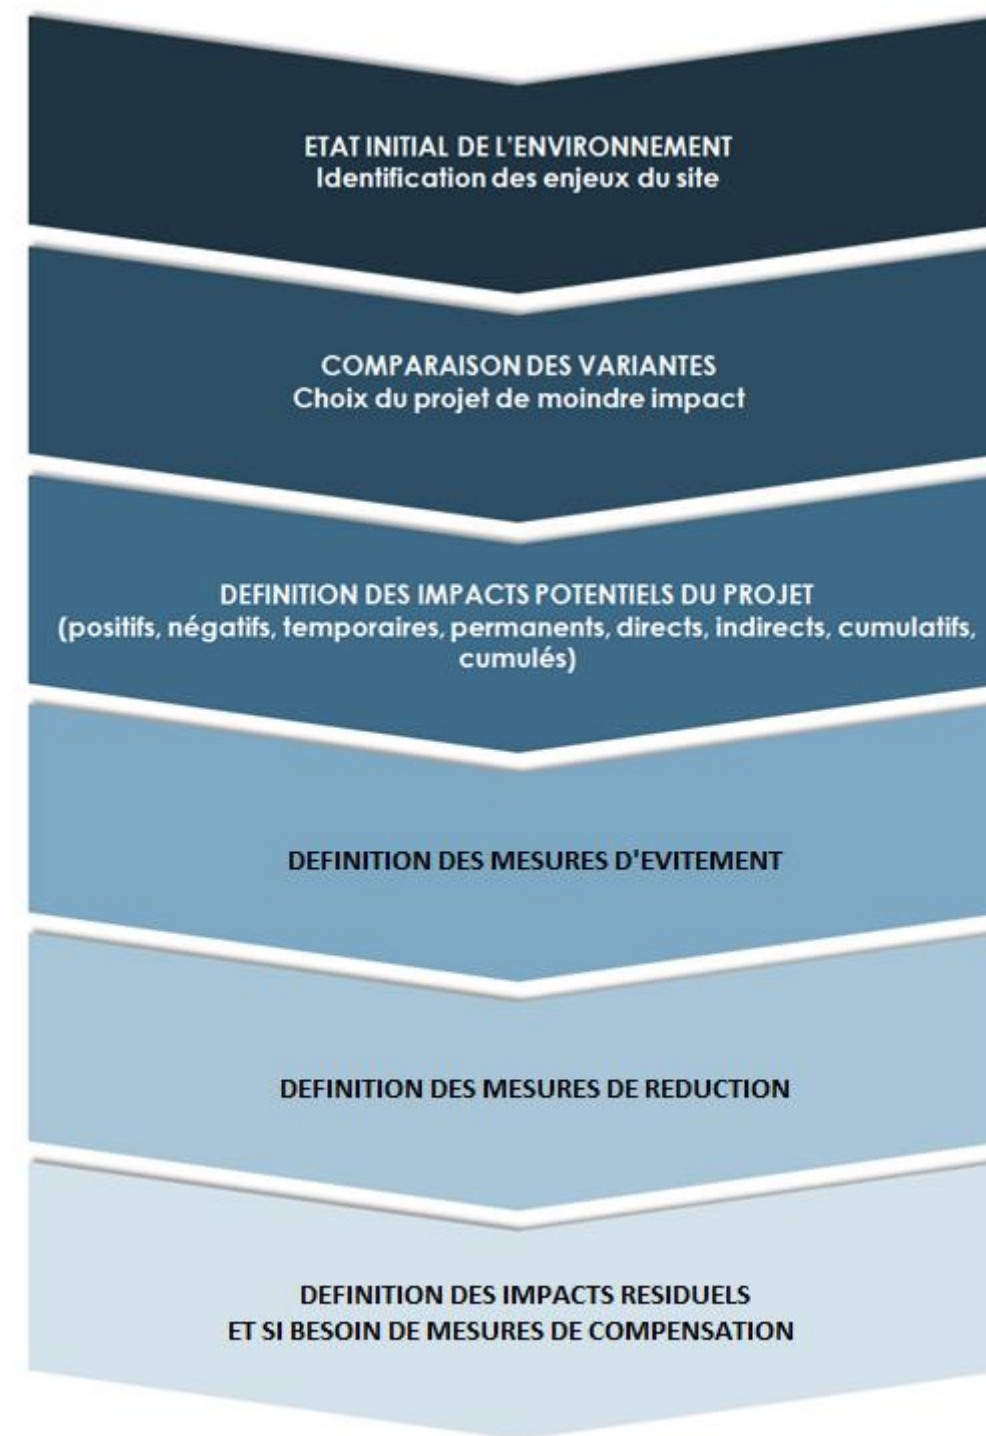 ETAT INITIAL DE L'ENVIRONNEMENT
Identification des enjeux du site
COMPARAISON DES VARIANTES
Choix du projet de moindre impact
DEFINITION DES IMPACTS POTENTIELS DU PROJET
(positifs, négatifs, temporaires, permanents, directs, indirects, cumulatifs,
cumulés)
DEFINITION DES MESURES D'EVITEMENT
DEFINITION DES MESURES DE REDUCTION
DEFINITION DES IMPACTS RESIDUELS
ET SI BESOIN DE MESURES DE COMPENSATION